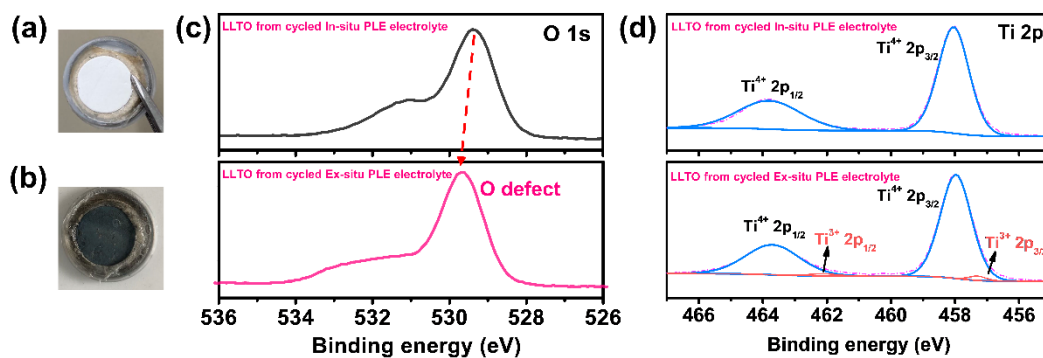 (a)
(b)
(c)
LLTO from cycled In-situ PLE electrolyte
O 1s
LLTO from cycled Ex-situ PLE electrolyte
O defect
536 534 532 530 528 526
Binding energy (eV)
(d)
LLTO from cycled In-situ PLE electrolyte
Ti 2p
Ti⁴⁺ 2p₃/₂
Ti⁴⁺ 2p₁/₂
LLTO from cycled Ex-situ PLE electrolyte
Ti⁴⁺ 2p₃/₂
Ti⁴⁺ 2p₁/₂
Ti³⁺ 2p₁/₂
Ti³⁺ 2p₃/₂
466 464 462 460 458 456
Binding energy (eV)